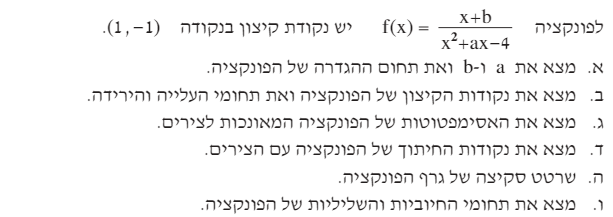 לפונקציה f(x) = (x+b)/(x²+ax−4) יש נקודת קיצון בנקודה (1,−1).
א. מצא את a ו-b ואת תחום ההגדרה של הפונקציה.
ב. מצא את נקודות הקיצון של הפונקציה ואת תחומי העלייה והירידה.
ג. מצא את האסימפטוטות של הפונקציה המאונכות לצירים.
ד. מצא את נקודות החיתוך של הפונקציה עם הצירים.
ה. שרטט סקיצה של גרף הפונקציה.
ו. מצא את תחומי החיוביות והשליליות של הפונקציה.